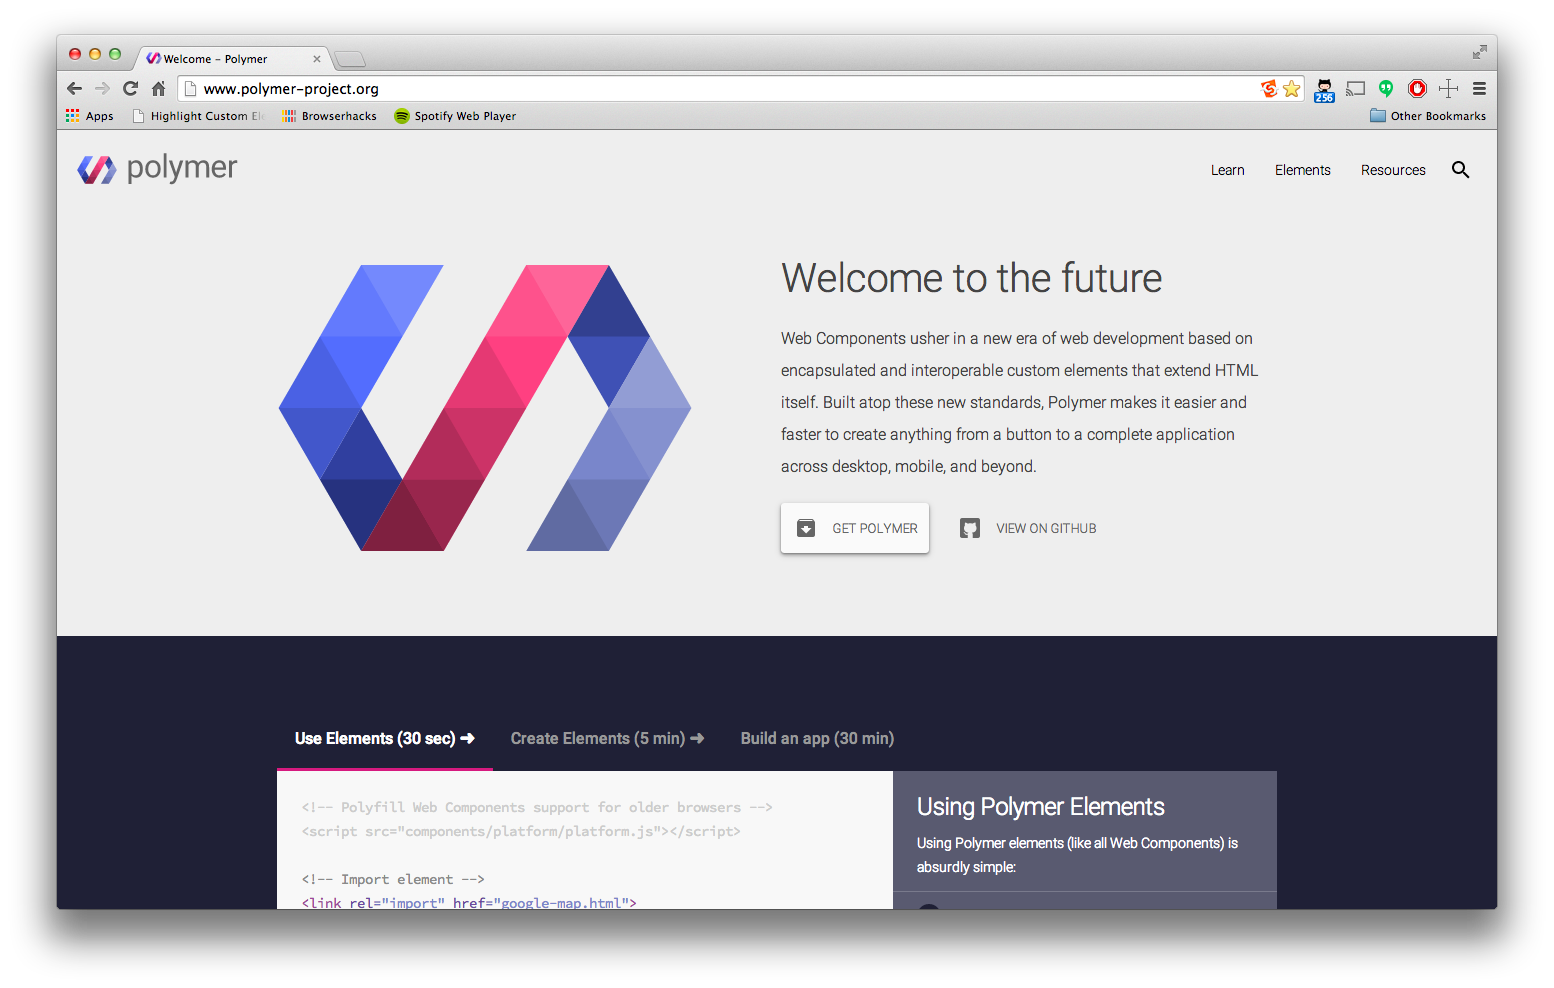 Welcome – Polymer
www.polymer-project.org
256
Apps
Highlight Custom El
Browserhacks
Spotify Web Player
Other Bookmarks
polymer
Learn
Elements
Resources
Welcome to the future
Web Components usher in a new era of web development based on
encapsulated and interoperable custom elements that extend HTML
itself. Built atop these new standards, Polymer makes it easier and
faster to create anything from a button to a complete application
across desktop, mobile, and beyond.
GET POLYMER
VIEW ON GITHUB
Use Elements (30 sec) ➜
Create Elements (5 min) ➜
Build an app (30 min)
<!-- Polyfill Web Components support for older browsers -->
<script src="components/platform/platform.js"></script>
<!-- Import element -->
<link rel="import" href="google-map.html">
Using Polymer Elements
Using Polymer elements (like all Web Components) is
absurdly simple: